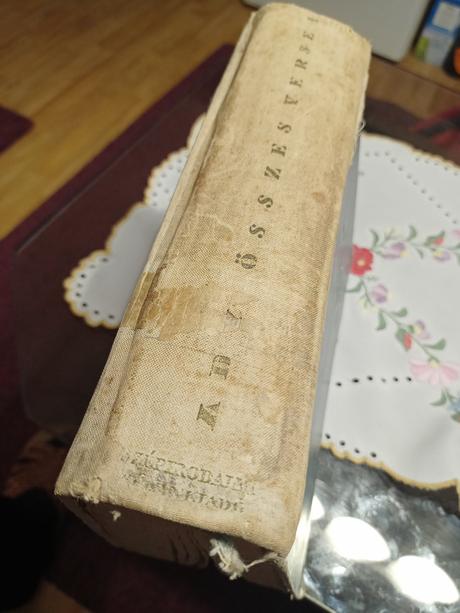 ADY ÖSSZES VERSEI
SZÉPIRODALMI
KÖNYVKIADÓ